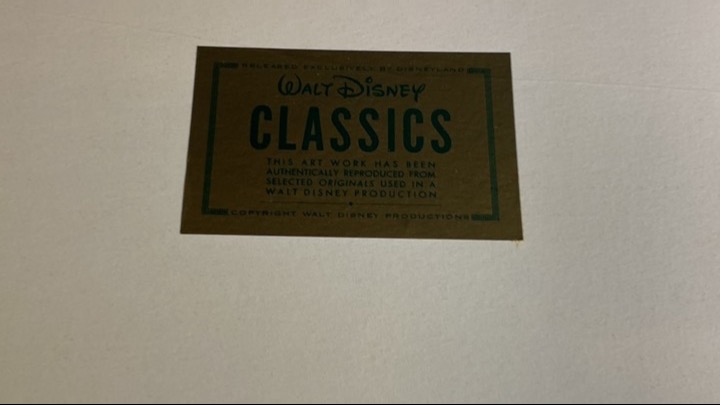 RELEASED EXCLUSIVELY BY DISNEYLAND
WALT DISNEY
CLASSICS
THIS ART WORK HAS BEEN
AUTHENTICALLY REPRODUCED FROM
SELECTED ORIGINALS USED IN A
WALT DISNEY PRODUCTION
COPYRIGHT WALT DISNEY PRODUCTIONS